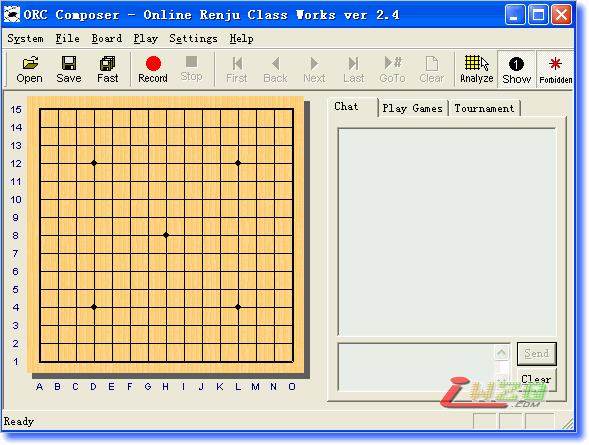 ORC Composer - Online Renju Class Works ver 2.4
System File Board Play Settings Help
Open Save Fast Record Stop First Back Next Last GoTo Clear Analyze Show Forbidden
Chat Play Games Tournament
15
14
13
12
11
10
9
8
7
6
5
4
3
2
1
A B C D E F G H I J K L M N O
Send
Clear
Ready